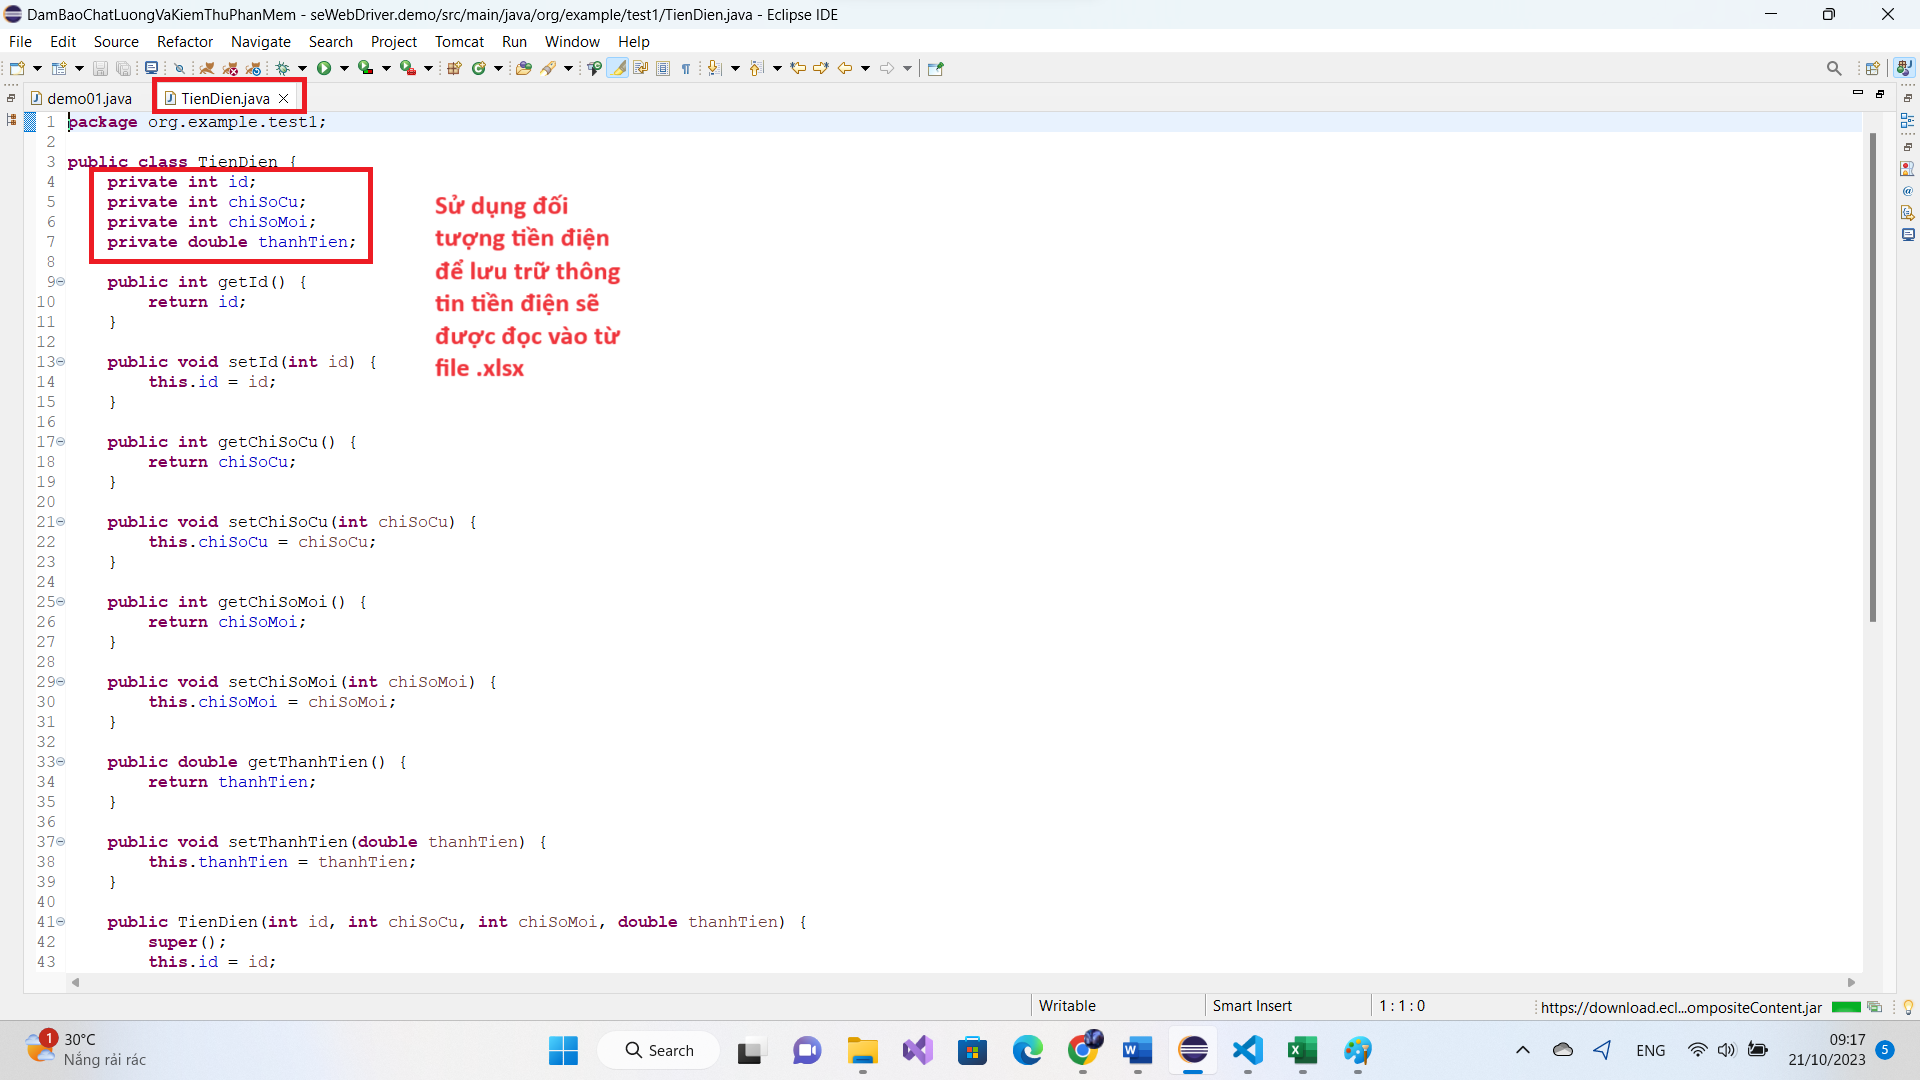 DamBaoChatLuongVaKiemThuPhanMem - seWebDriver.demo/src/main/java/org/example/test1/TienDien.java - Eclipse IDE
File Edit Source Refactor Navigate Search Project Tomcat Run Window Help
demo01.java TienDien.java
1 package org.example.test1;
2
3 public class TienDien {
4 private int id;
5 private int chiSoCu;
6 private int chiSoMoi;
7 private double thanhTien;
8
9 public int getId() {
10 return id;
11 }
12
13 public void setId(int id) {
14 this.id = id;
15 }
16
17 public int getChiSoCu() {
18 return chiSoCu;
19 }
20
21 public void setChiSoCu(int chiSoCu) {
22 this.chiSoCu = chiSoCu;
23 }
24
25 public int getChiSoMoi() {
26 return chiSoMoi;
27 }
28
29 public void setChiSoMoi(int chiSoMoi) {
30 this.chiSoMoi = chiSoMoi;
31 }
32
33 public double getThanhTien() {
34 return thanhTien;
35 }
36
37 public void setThanhTien(double thanhTien) {
38 this.thanhTien = thanhTien;
39 }
40
41 public TienDien(int id, int chiSoCu, int chiSoMoi, double thanhTien) {
42 super();
43 this.id = id;
Sử dụng đối
tượng tiền điện
để lưu trữ thông
tin tiền điện sẽ
được đọc vào từ
file .xlsx
Writable Smart Insert 1 : 1 : 0 https://download.ecl...ompositeContent.jar
1 30°C
Nắng rải rác
Search
ENG
09:17
21/10/2023
5